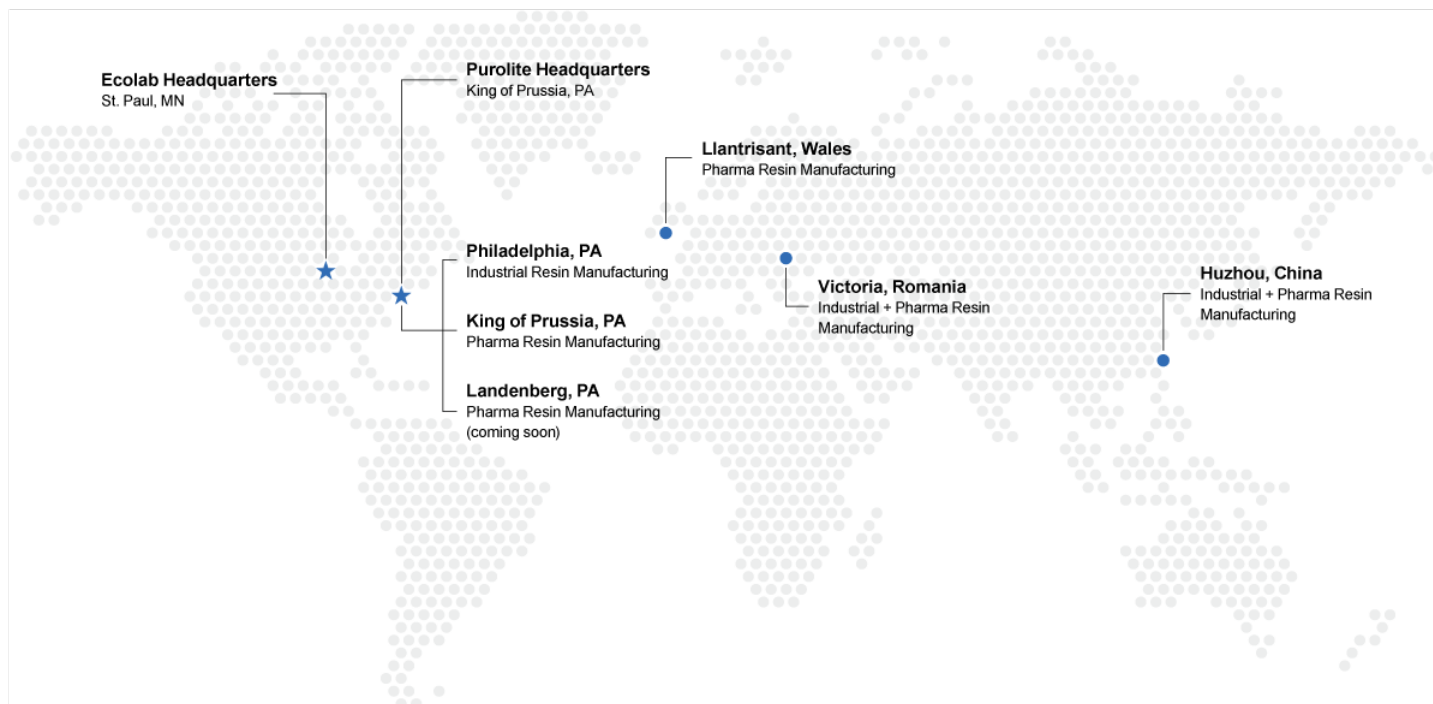 Ecolab Headquarters
St. Paul, MN
Purolite Headquarters
King of Prussia, PA
Llantrisant, Wales
Pharma Resin Manufacturing
Philadelphia, PA
Industrial Resin Manufacturing
King of Prussia, PA
Pharma Resin Manufacturing
Landenberg, PA
Pharma Resin Manufacturing
(coming soon)
Victoria, Romania
Industrial + Pharma Resin
Manufacturing
Huzhou, China
Industrial + Pharma Resin
Manufacturing